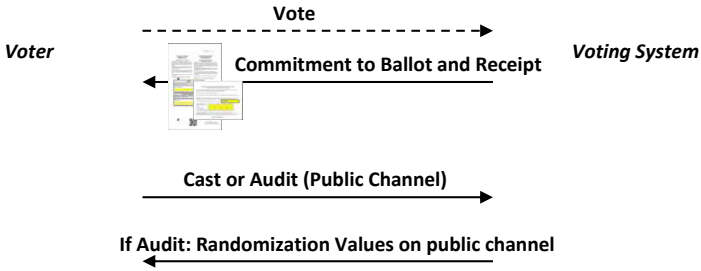 Vote
Voter
Voting System
Commitment to Ballot and Receipt
Cast or Audit (Public Channel)
If Audit: Randomization Values on public channel